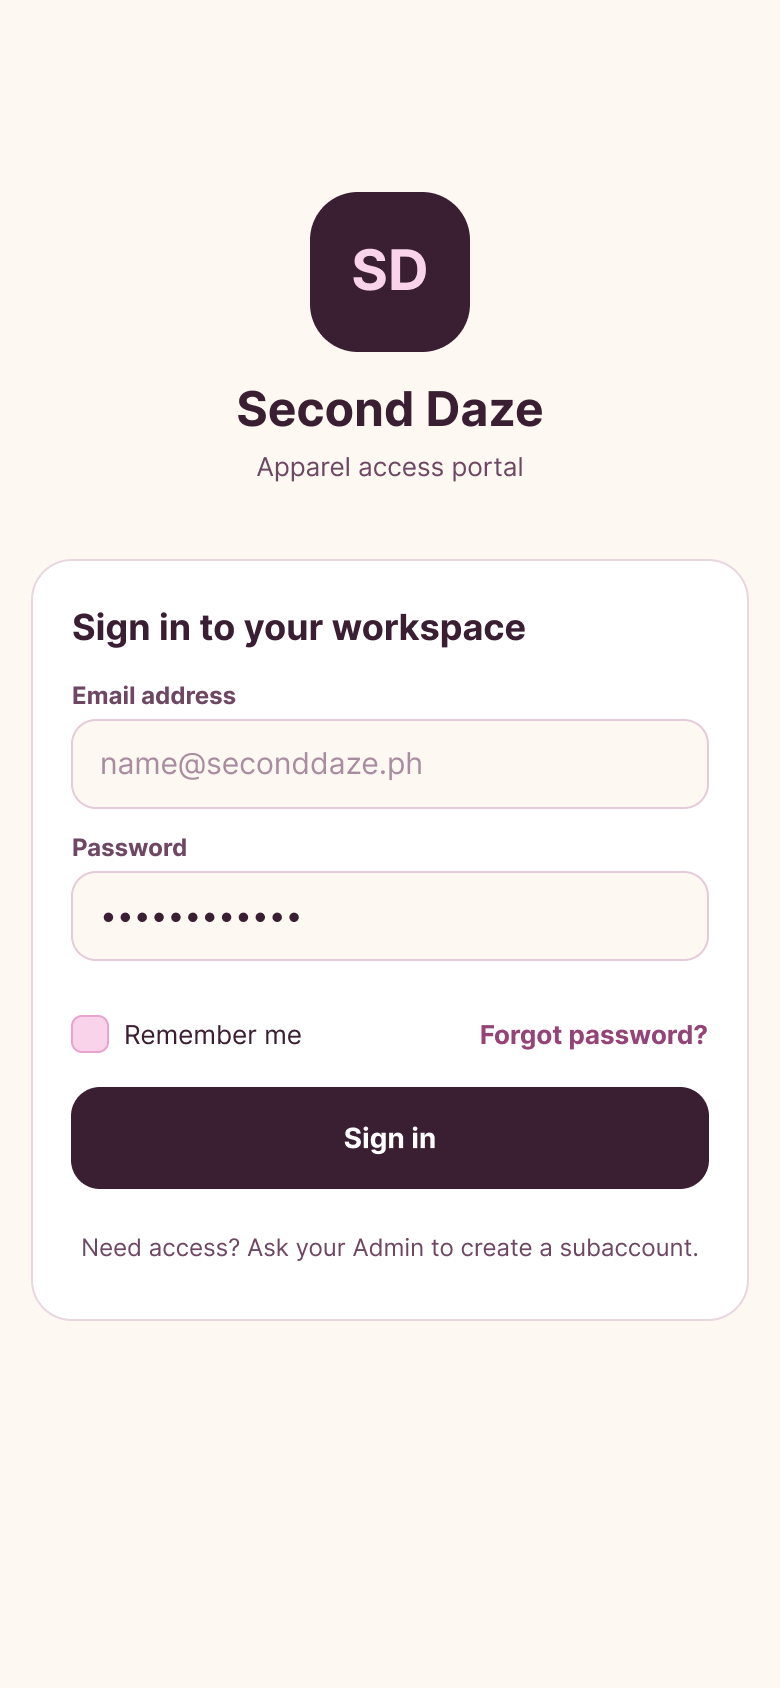 SD
Second Daze
Apparel access portal
Sign in to your workspace
Email address
name@seconddaze.ph
Password
••••••••••••
Remember me
Forgot password?
Sign in
Need access? Ask your Admin to create a subaccount.